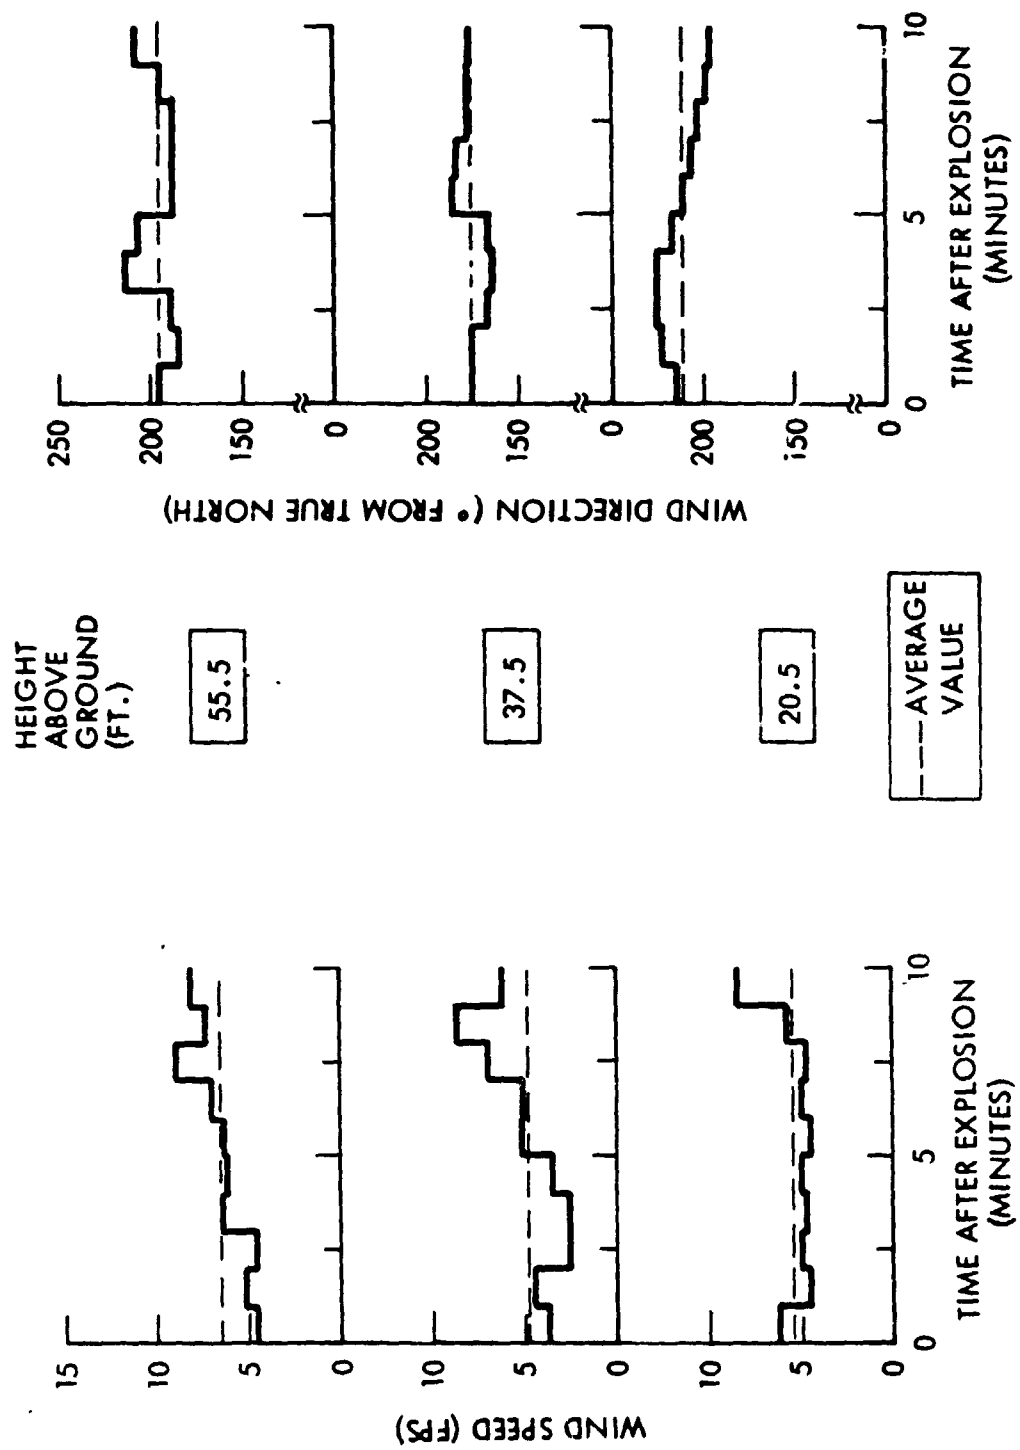 HEIGHT
ABOVE
GROUND
(FT.)
15
10
5
0
55.5
250
200
150
0
WIND SPEED (FPS)
10
5
0
37.5
WIND DIRECTION (° FROM TRUE NORTH)
200
150
0
10
5
0
20.5
200
150
0
0
5
10
TIME AFTER EXPLOSION
(MINUTES)
--- AVERAGE
VALUE
0
5
10
TIME AFTER EXPLOSION
(MINUTES)